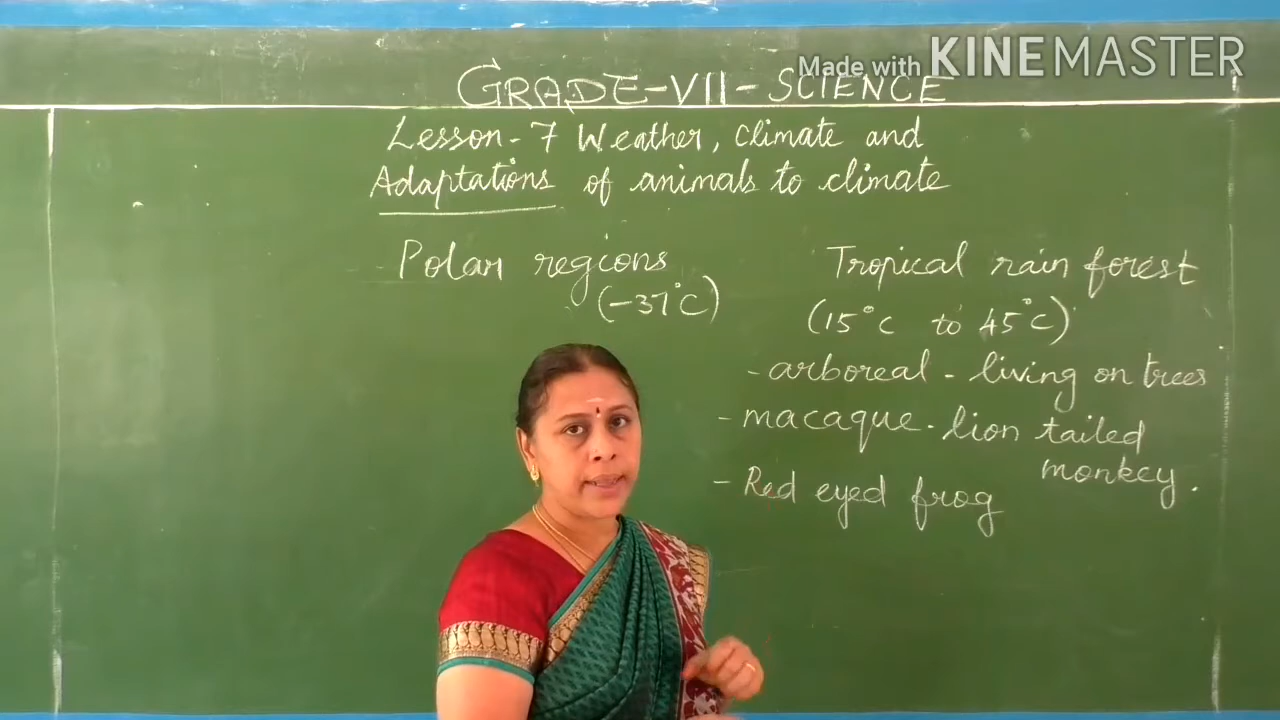 Made with KINEMASTER
GRADE-VII-SCIENCE
Lesson-7 Weather, Climate and
Adaptations of animals to climate
Polar regions
(-37°C)
Tropical rain forest
(15°C to 45°C)
- arboreal - living on trees
- macaque - lion tailed
monkey.
- Red eyed frog